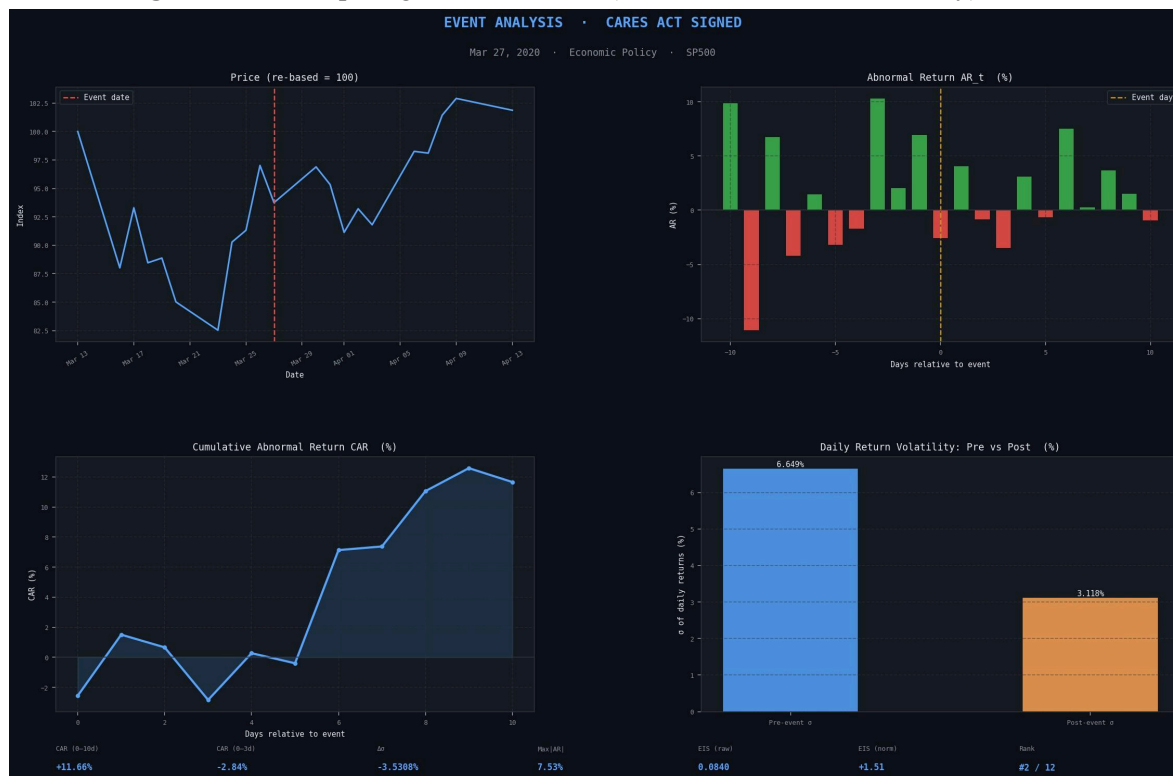 EVENT ANALYSIS · CARES ACT SIGNED
Mar 27, 2020 · Economic Policy · SP500
Price (re-based = 100)
Event date
102.5
100.0
97.5
95.0
92.5
90.0
87.5
85.0
82.5
Index
Mar 13
Mar 17
Mar 21
Mar 25
Mar 29
Apr 01
Apr 05
Apr 09
Apr 13
Date
Abnormal Return AR_t (%)
Event day
10
5
0
−5
−10
AR (%)
−10
−5
0
5
10
Days relative to event
Cumulative Abnormal Return CAR (%)
12
10
8
6
4
2
0
−2
CAR (%)
0
2
4
6
8
10
Days relative to event
Daily Return Volatility: Pre vs Post (%)
6.649%
3.118%
6
5
4
3
2
1
0
σ of daily returns (%)
Pre-event σ
Post-event σ
CAR (0–10d)
CAR (0–3d)
Δσ
Max|AR|
EIS (raw)
EIS (norm)
Rank
+11.66%
-2.84%
-3.5308%
7.53%
0.0840
+1.51
#2 / 12